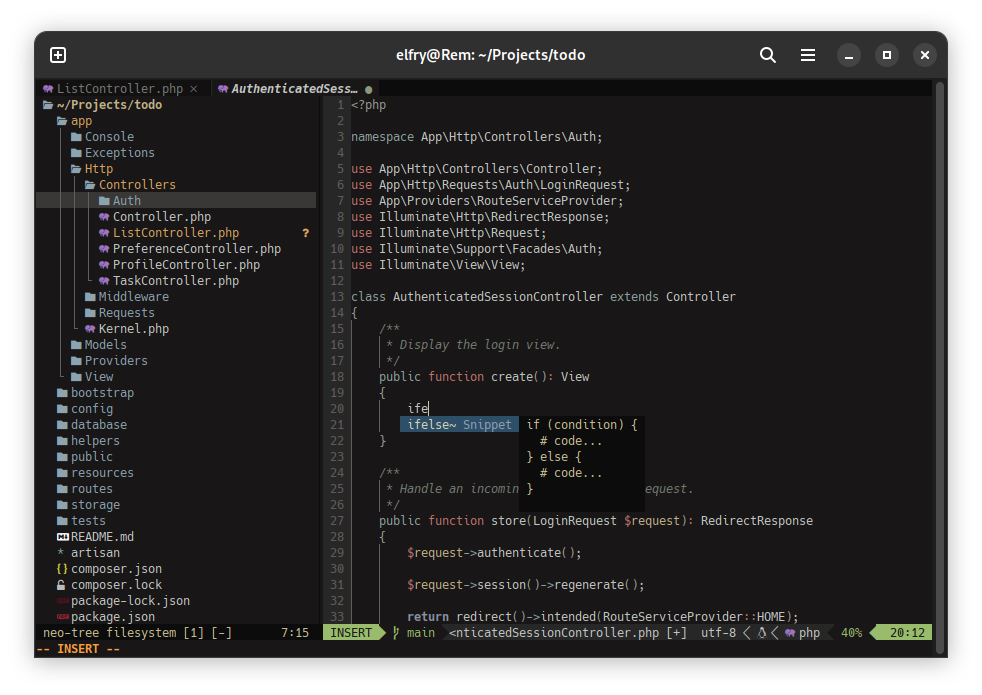 elfry@Rem: ~/Projects/todo
ListController.php × AuthenticatedSess… ●
~/Projects/todo
app
Console
Exceptions
Http
Controllers
Auth
Controller.php
ListController.php ?
PreferenceController.php
ProfileController.php
TaskController.php
Middleware
Requests
Kernel.php
Models
Providers
View
bootstrap
config
database
helpers
public
resources
routes
storage
tests
README.md
* artisan
{} composer.json
composer.lock
package-lock.json
package.json
neo-tree filesystem [1] [-] 7:15
1 <?php
2
3 namespace App\Http\Controllers\Auth;
4
5 use App\Http\Controllers\Controller;
6 use App\Http\Requests\Auth\LoginRequest;
7 use App\Providers\RouteServiceProvider;
8 use Illuminate\Http\RedirectResponse;
9 use Illuminate\Http\Request;
10 use Illuminate\Support\Facades\Auth;
11 use Illuminate\View\View;
12
13 class AuthenticatedSessionController extends Controller
14 {
15 /**
16 * Display the login view.
17 */
18 public function create(): View
19 {
20 ife
21 ifelse~ Snippet if (condition) {
22 } # code...
23 } else {
24 /** # code...
25 * Handle an incomin } equest.
26 */
27 public function store(LoginRequest $request): RedirectResponse
28 {
29 $request->authenticate();
30
31 $request->session()->regenerate();
32
33 return redirect()->intended(RouteServiceProvider::HOME);
INSERT main <nticatedSessionController.php [+] utf-8 < < php 40% 20:12
-- INSERT --